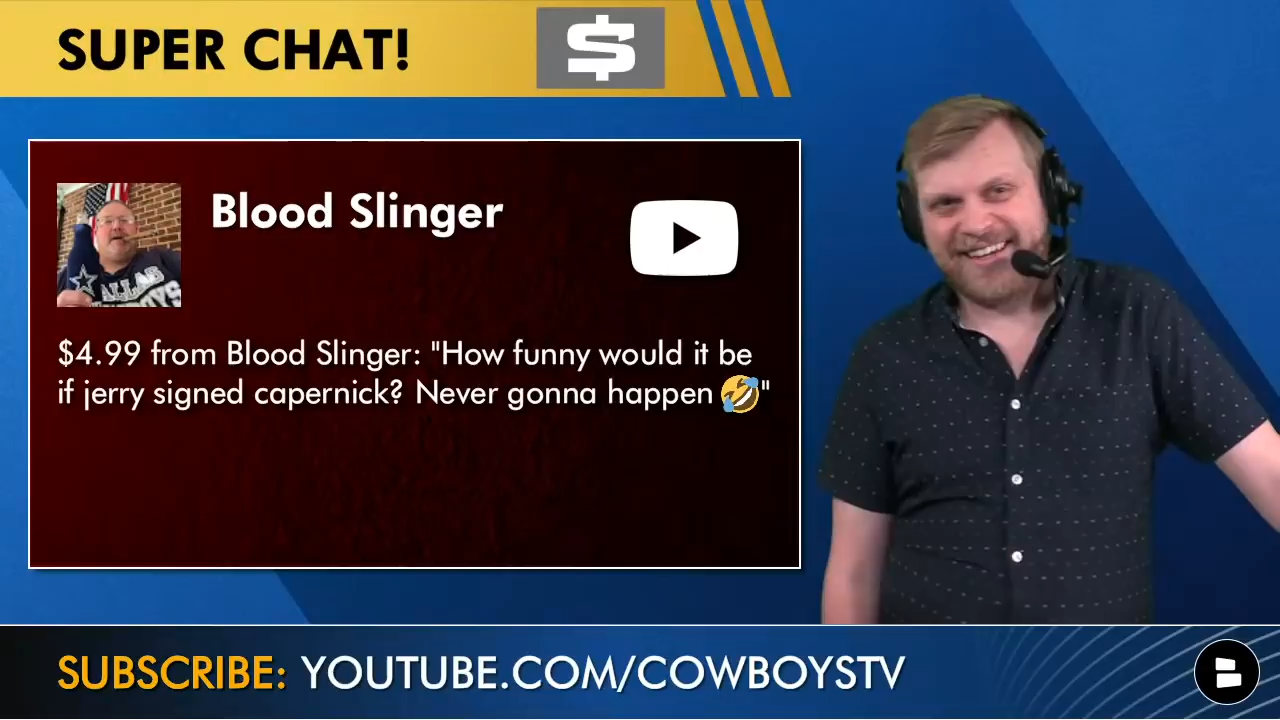 SUPER CHAT!
Blood Slinger
$4.99 from Blood Slinger: "How funny would it be
if jerry signed capernick? Never gonna happen 🤣"
SUBSCRIBE: YOUTUBE.COM/COWBOYSTV